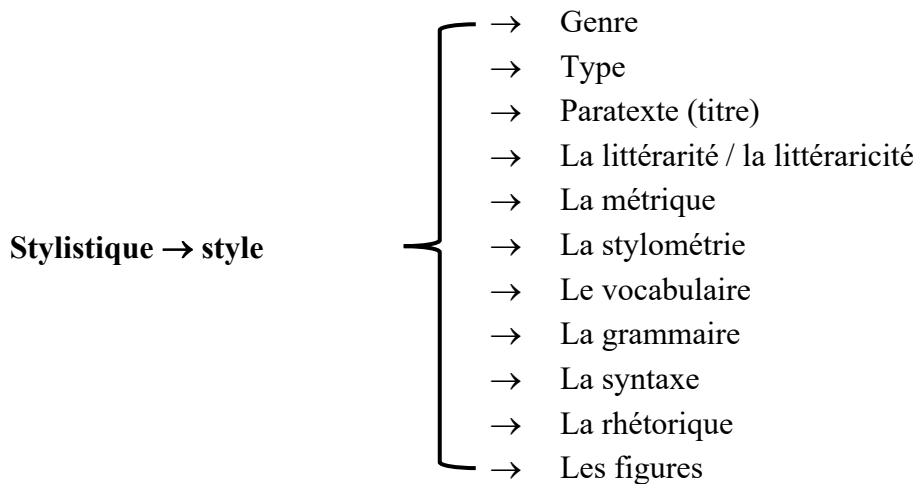 → Genre
→ Type
→ Paratexte (titre)
→ La littérarité / la littéraricité
→ La métrique
Stylistique → style
→ La stylométrie
→ Le vocabulaire
→ La grammaire
→ La syntaxe
→ La rhétorique
→ Les figures